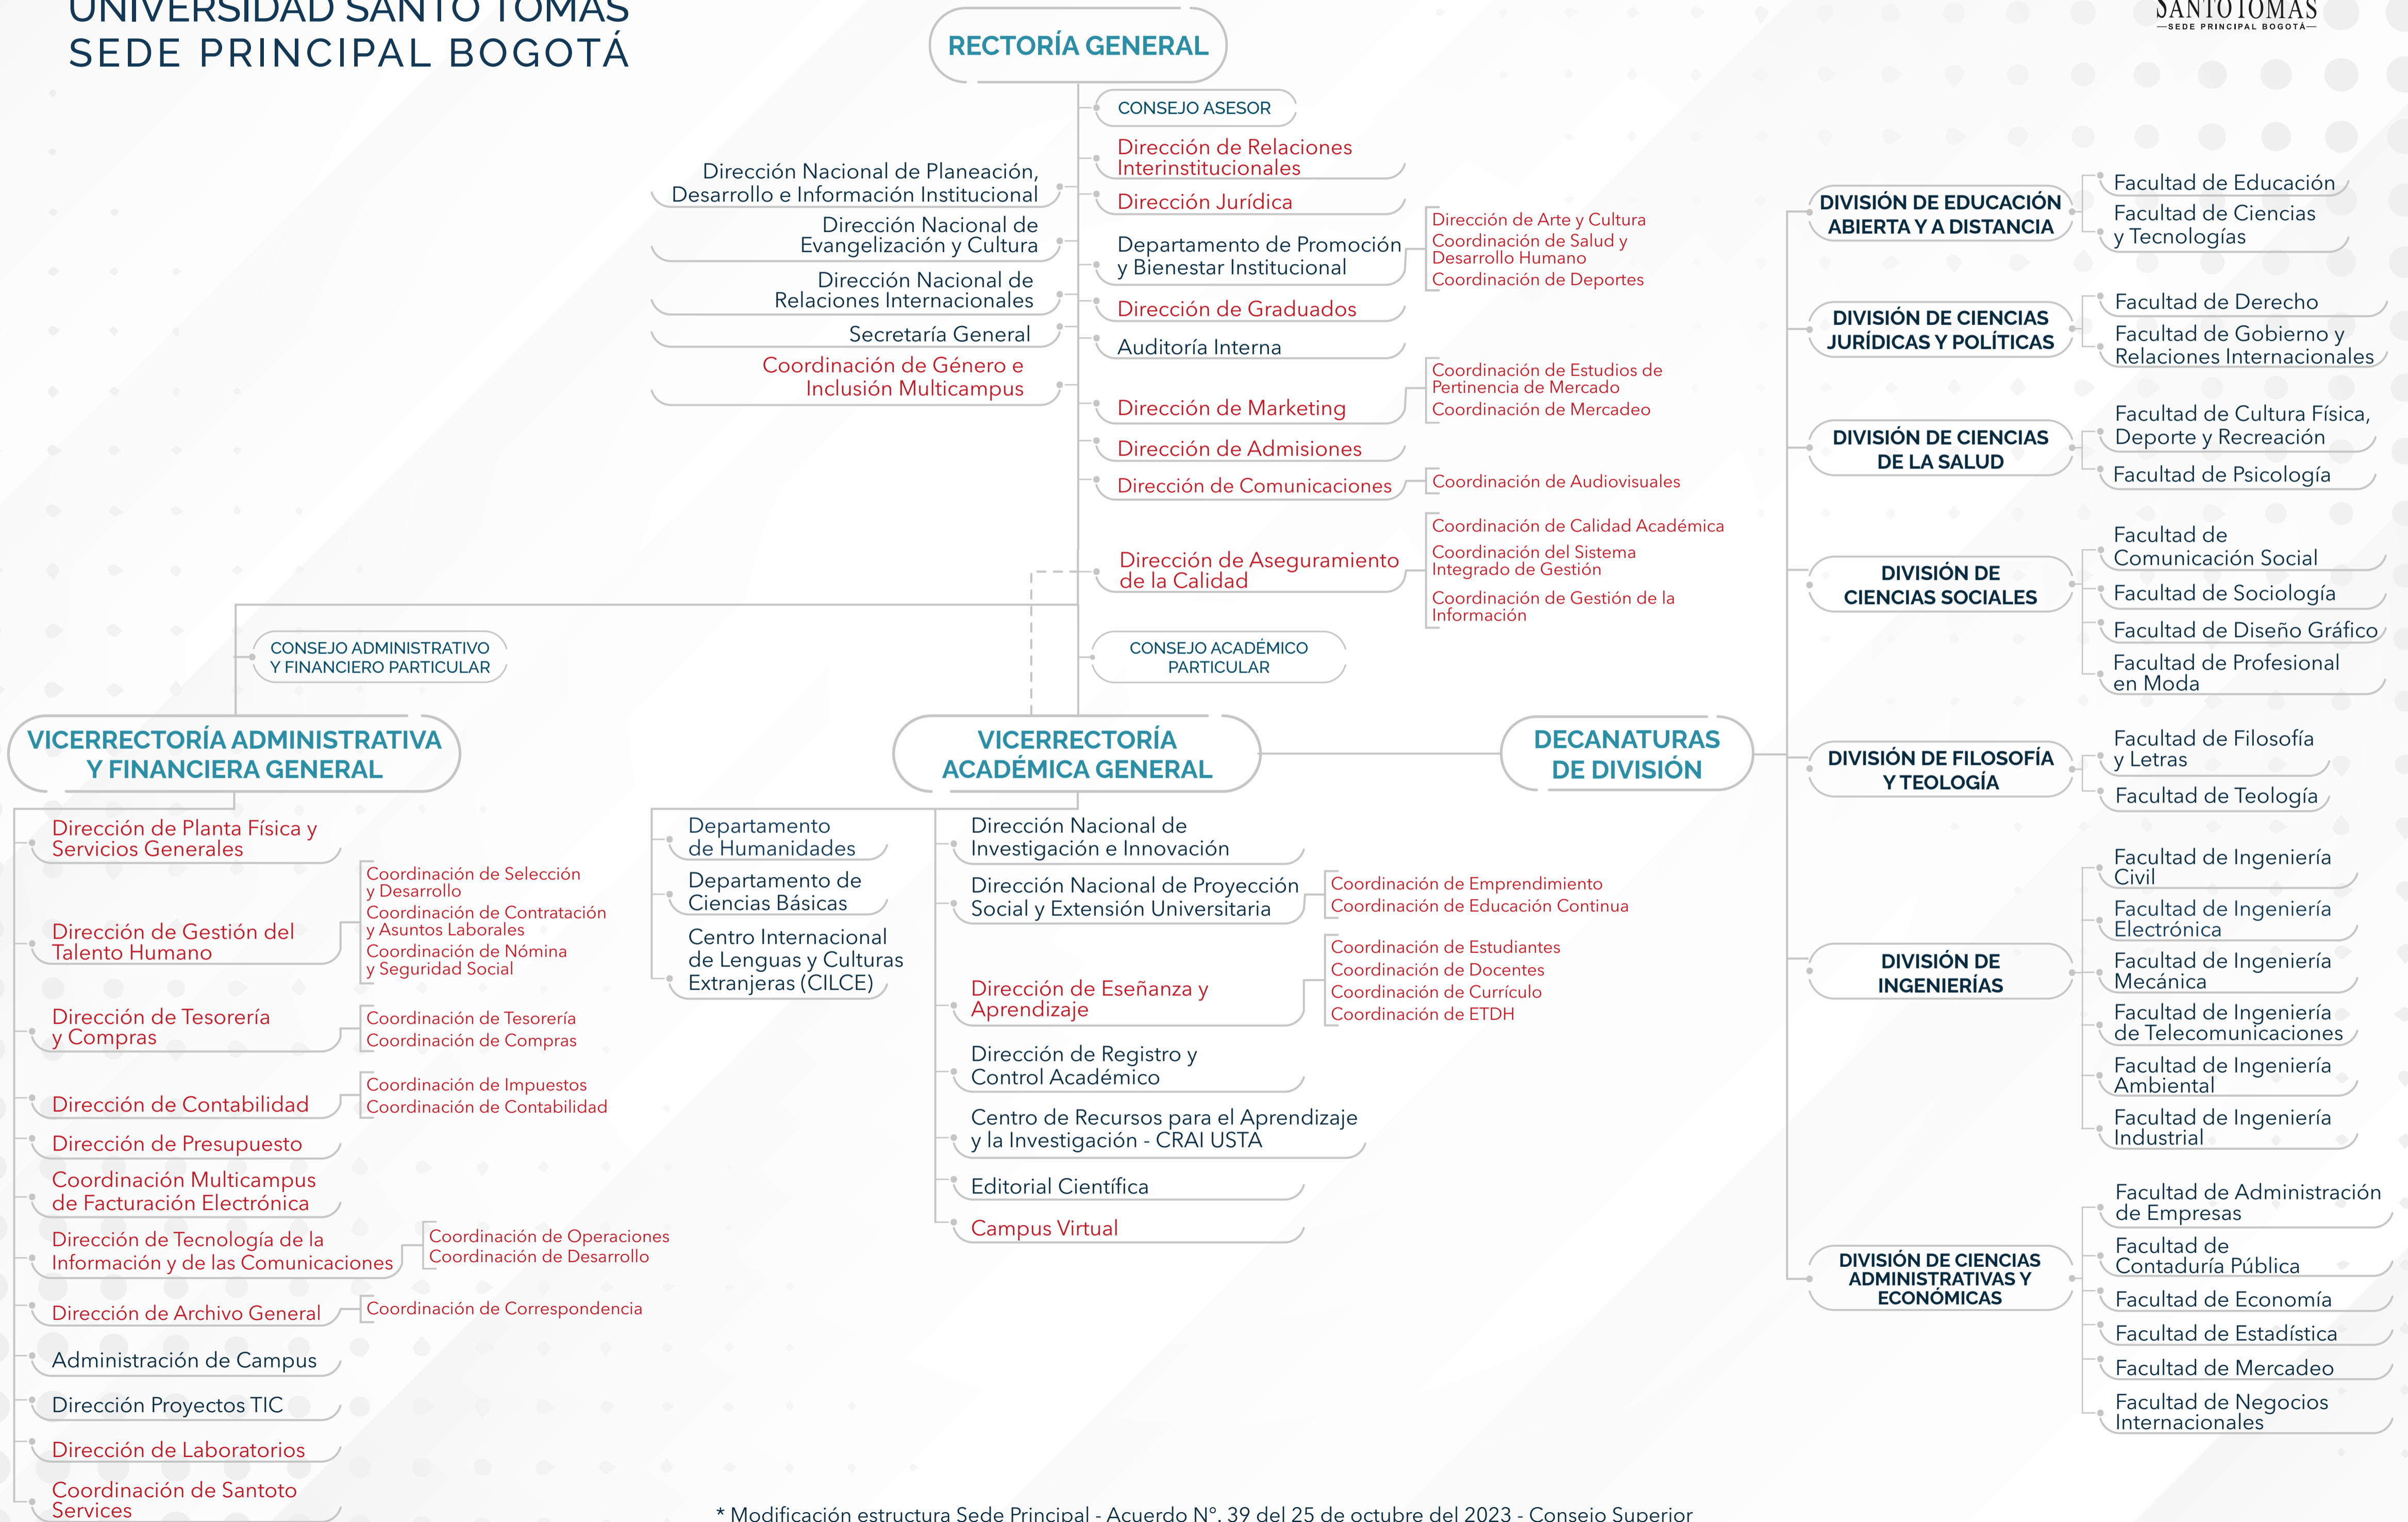 UNIVERSIDAD SANTO TOMÁS
SEDE PRINCIPAL BOGOTÁ
SANTO TOMÁS
SEDE PRINCIPAL BOGOTÁ
RECTORÍA GENERAL
CONSEJO ASESOR
Dirección de Relaciones
Interinstitucionales
Dirección Jurídica
Departamento de Promoción
y Bienestar Institucional
Dirección de Arte y Cultura
Coordinación de Salud y
Desarrollo Humano
Coordinación de Deportes
Dirección de Graduados
Auditoría Interna
Dirección de Marketing
Coordinación de Estudios de
Pertinencia de Mercado
Coordinación de Mercadeo
Dirección de Admisiones
Dirección de Comunicaciones
Coordinación de Audiovisuales
Dirección de Aseguramiento
de la Calidad
Coordinación de Calidad Académica
Coordinación del Sistema
Integrado de Gestión
Coordinación de Gestión de la
Información
Dirección Nacional de Planeación,
Desarrollo e Información Institucional
Dirección Nacional de
Evangelización y Cultura
Dirección Nacional de
Relaciones Internacionales
Secretaría General
Coordinación de Género e
Inclusión Multicampus
CONSEJO ADMINISTRATIVO
Y FINANCIERO PARTICULAR
CONSEJO ACADÉMICO
PARTICULAR
VICERRECTORÍA ADMINISTRATIVA
Y FINANCIERA GENERAL
Dirección de Planta Física y
Servicios Generales
Dirección de Gestión del
Talento Humano
Coordinación de Selección
y Desarrollo
Coordinación de Contratación
y Asuntos Laborales
Coordinación de Nómina
y Seguridad Social
Dirección de Tesorería
y Compras
Coordinación de Tesorería
Coordinación de Compras
Dirección de Contabilidad
Coordinación de Impuestos
Coordinación de Contabilidad
Dirección de Presupuesto
Coordinación Multicampus
de Facturación Electrónica
Dirección de Tecnología de la
Información y de las Comunicaciones
Coordinación de Operaciones
Coordinación de Desarrollo
Dirección de Archivo General
Coordinación de Correspondencia
Administración de Campus
Dirección Proyectos TIC
Dirección de Laboratorios
Coordinación de Santoto
Services
VICERRECTORÍA
ACADÉMICA GENERAL
Departamento
de Humanidades
Departamento de
Ciencias Básicas
Centro Internacional
de Lenguas y Culturas
Extranjeras (CILCE)
Dirección Nacional de
Investigación e Innovación
Dirección Nacional de Proyección
Social y Extensión Universitaria
Coordinación de Emprendimiento
Coordinación de Educación Continua
Dirección de Eseñanza y
Aprendizaje
Coordinación de Estudiantes
Coordinación de Docentes
Coordinación de Currículo
Coordinación de ETDH
Dirección de Registro y
Control Académico
Centro de Recursos para el Aprendizaje
y la Investigación - CRAI USTA
Editorial Científica
Campus Virtual
DECANATURAS
DE DIVISIÓN
DIVISIÓN DE EDUCACIÓN
ABIERTA Y A DISTANCIA
Facultad de Educación
Facultad de Ciencias
y Tecnologías
DIVISIÓN DE CIENCIAS
JURÍDICAS Y POLÍTICAS
Facultad de Derecho
Facultad de Gobierno y
Relaciones Internacionales
DIVISIÓN DE CIENCIAS
DE LA SALUD
Facultad de Cultura Física,
Deporte y Recreación
Facultad de Psicología
DIVISIÓN DE
CIENCIAS SOCIALES
Facultad de
Comunicación Social
Facultad de Sociología
Facultad de Diseño Gráfico
Facultad de Profesional
en Moda
DIVISIÓN DE FILOSOFÍA
Y TEOLOGÍA
Facultad de Filosofía
y Letras
Facultad de Teología
DIVISIÓN DE
INGENIERÍAS
Facultad de Ingeniería
Civil
Facultad de Ingeniería
Electrónica
Facultad de Ingeniería
Mecánica
Facultad de Ingeniería
de Telecomunicaciones
Facultad de Ingeniería
Ambiental
Facultad de Ingeniería
Industrial
DIVISIÓN DE CIENCIAS
ADMINISTRATIVAS Y
ECONÓMICAS
Facultad de Administración
de Empresas
Facultad de
Contaduría Pública
Facultad de Economía
Facultad de Estadística
Facultad de Mercadeo
Facultad de Negocios
Internacionales
* Modificación estructura Sede Principal - Acuerdo N°. 39 del 25 de octubre del 2023 - Consejo Superior